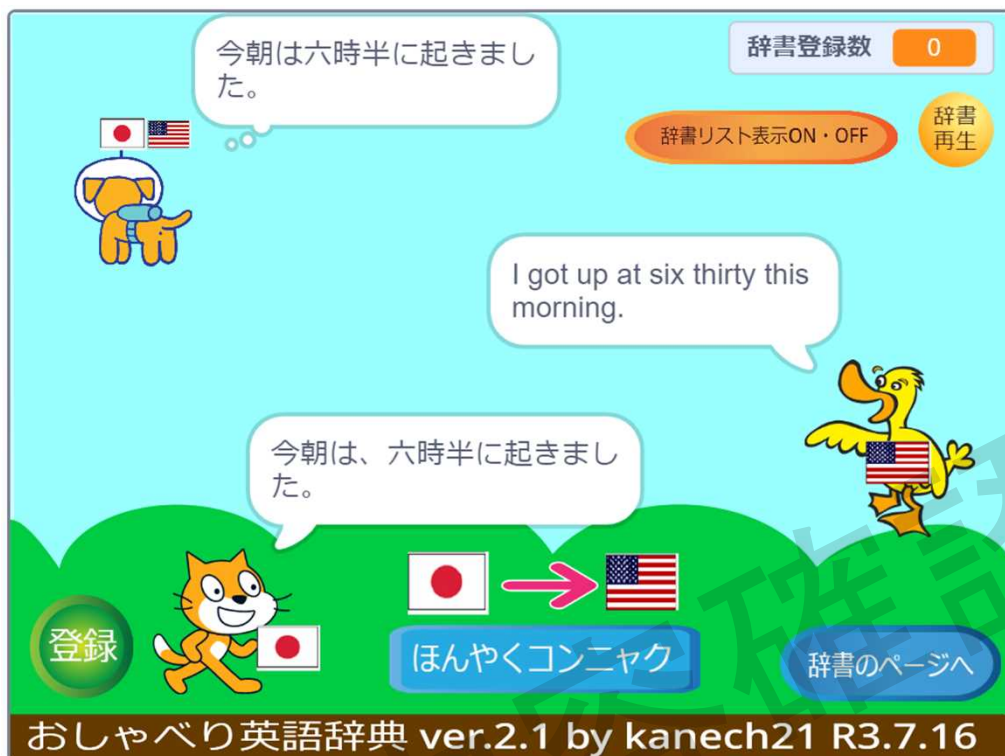 今朝は六時半に起きまし
た。
辞書登録数 0
辞書リスト表示ON・OFF
辞書
再生
I got up at six thirty this
morning.
今朝は、六時半に起きまし
た。
登録
ほんやくコンニャク
辞書のページへ
おしゃべり英語辞典 ver.2.1 by kanech21 R3.7.16